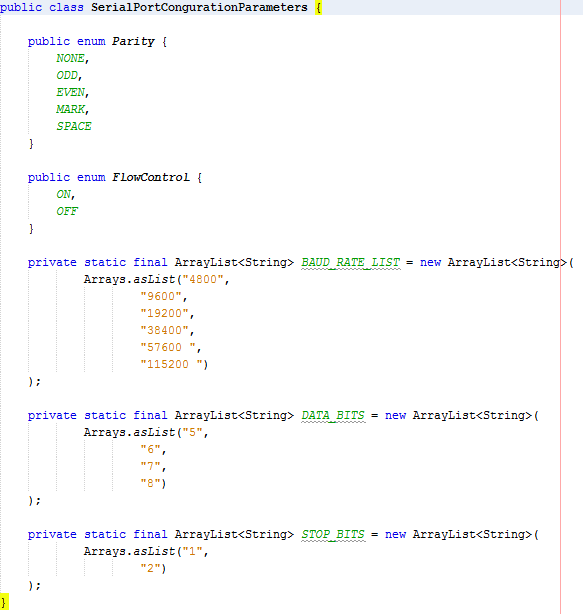 public class SerialPortCongurationParameters {
public enum Parity {
NONE,
ODD,
EVEN,
MARK,
SPACE
}
public enum FlowControl {
ON,
OFF
}
private static final ArrayList<String> BAUD_RATE_LIST = new ArrayList<String>(
Arrays.asList("4800",
"9600",
"19200",
"38400",
"57600 ",
"115200 ")
);
private static final ArrayList<String> DATA_BITS = new ArrayList<String>(
Arrays.asList("5",
"6",
"7",
"8")
);
private static final ArrayList<String> STOP_BITS = new ArrayList<String>(
Arrays.asList("1",
"2")
);
}